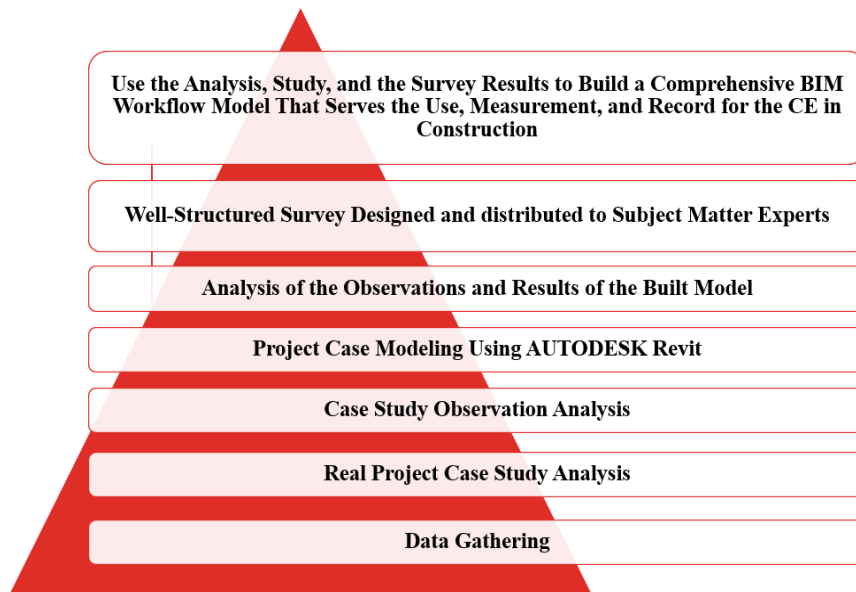 Use the Analysis, Study, and the Survey Results to Build a Comprehensive BIM
Workflow Model That Serves the Use, Measurement, and Record for the CE in
Construction
Well-Structured Survey Designed and distributed to Subject Matter Experts
Analysis of the Observations and Results of the Built Model
Project Case Modeling Using AUTODESK Revit
Case Study Observation Analysis
Real Project Case Study Analysis
Data Gathering